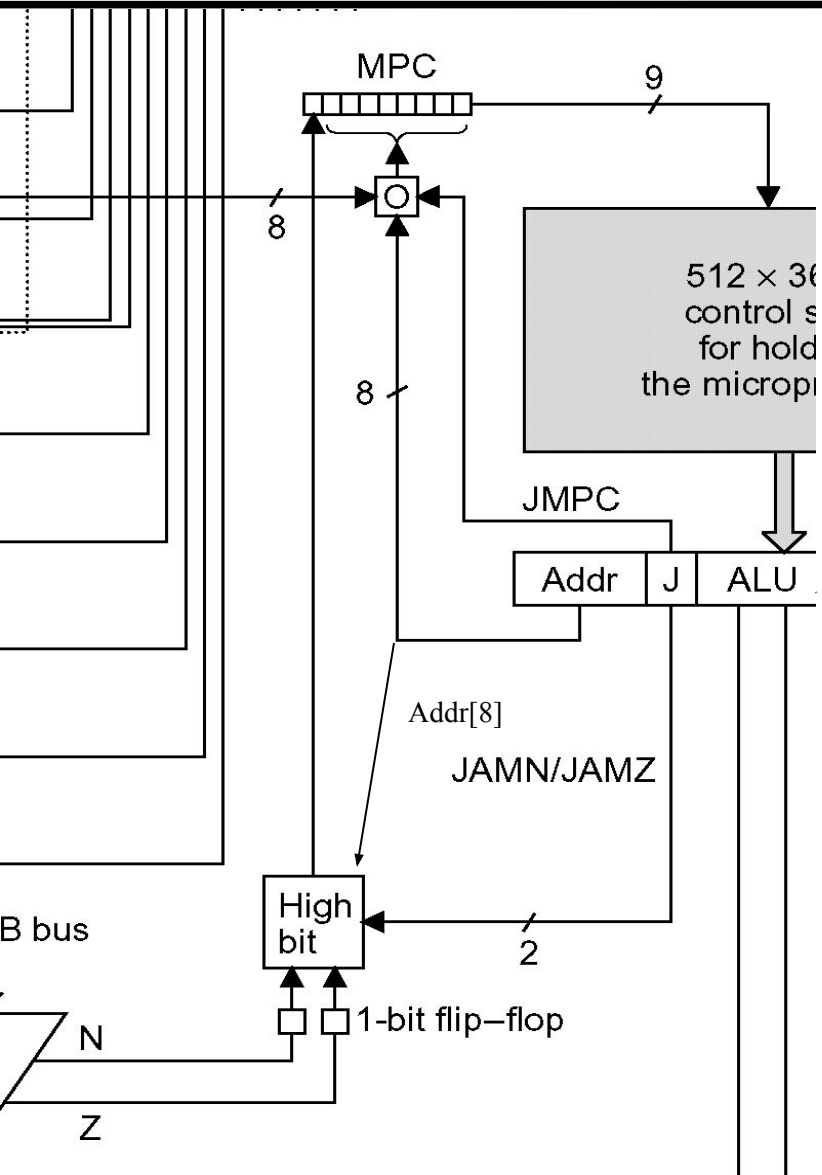 MPC
9
8
O
512 × 36
control s
for hold
the microp
8
JMPC
Addr
J
ALU
Addr[8]
JAMN/JAMZ
High
bit
2
B bus
1-bit flip–flop
N
Z